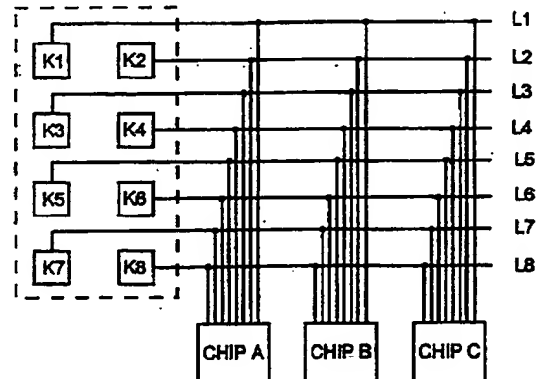 L1
K1 K2 L2
L3
K3 K4 L4
L5
K5 K6 L6
L7
K7 K8 L8
CHIP A CHIP B CHIP C